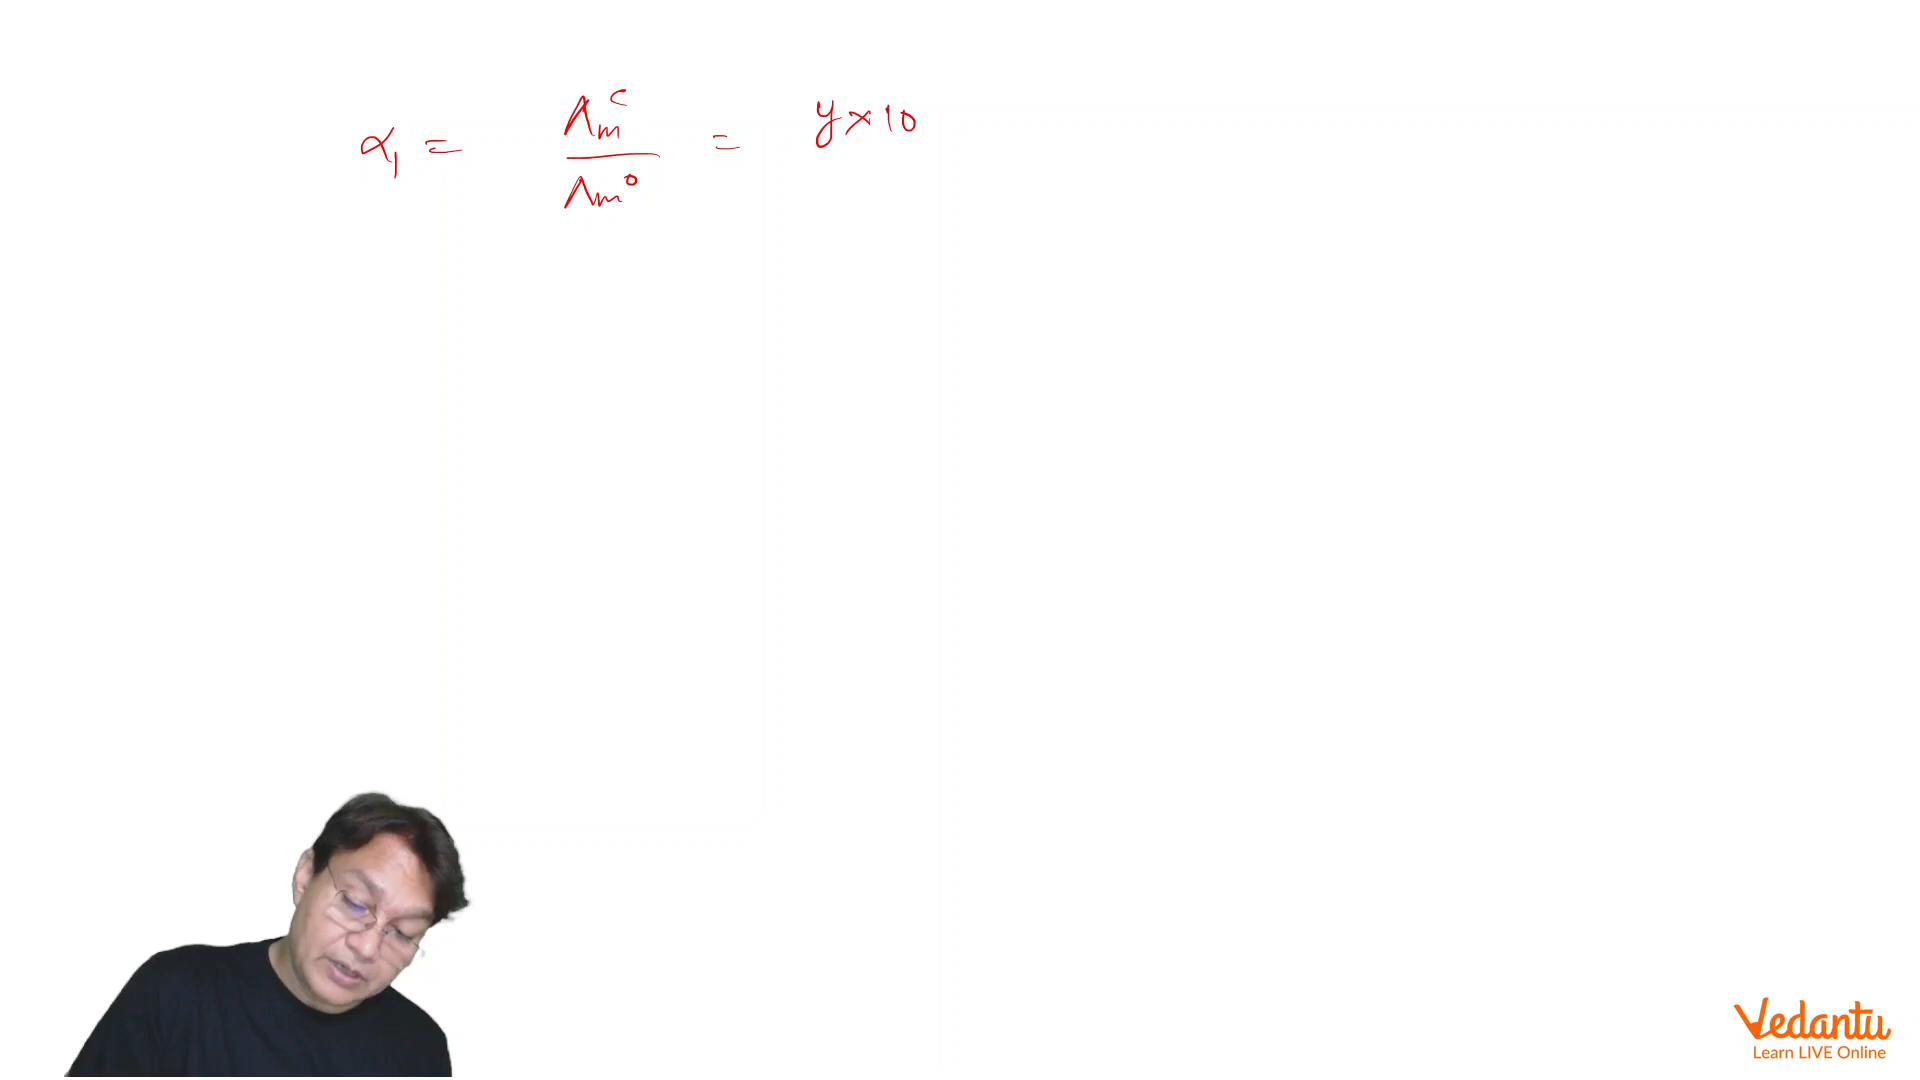 α₁ = Λm^c / Λm° = y × 10
Vedantu
Learn LIVE Online